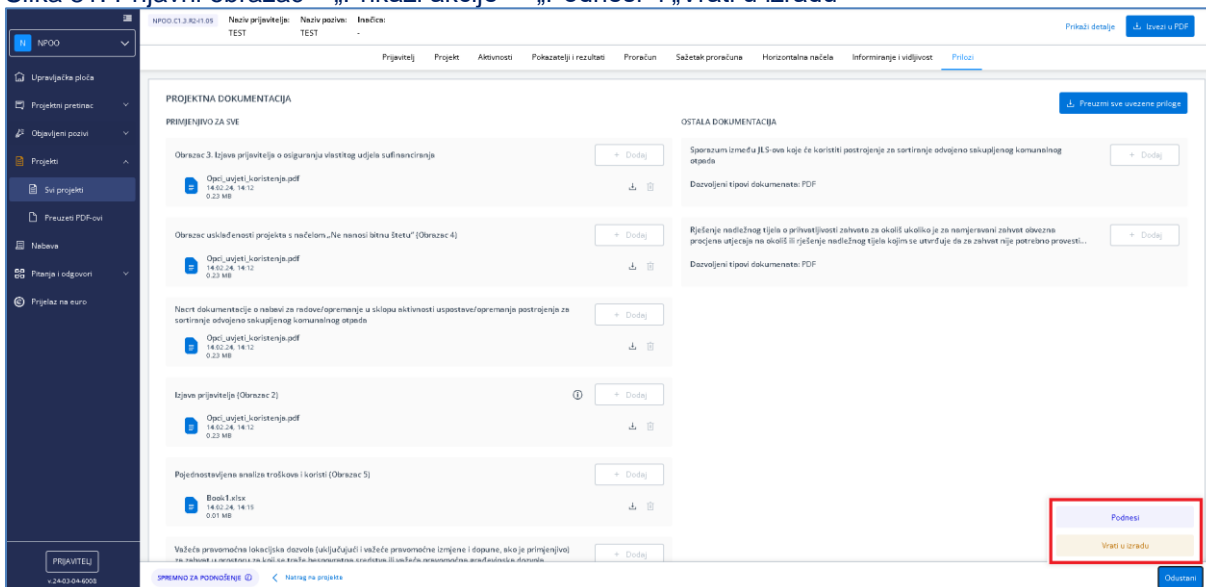 NPOO.C1.3.R2-I1.05
Naziv prijavitelja: Naziv poziva: Inačica:
TEST TEST -
Prikaži detalje
Izvezi u PDF
N NPOO
Upravljačka ploča
Projektni pretinac
Objavljeni pozivi
Projekti
Svi projekti
Preuzeti PDF-ovi
Nabava
Pitanja i odgovori
Prijelaz na euro
PRIJAVITELJ
v.24-03-04-6008
Prijavitelj Projekt Aktivnosti Pokazatelji i rezultati Proračun Sažetak proračuna Horizontalna načela Informiranje i vidljivost Prilozi
PROJEKTNA DOKUMENTACIJA
Preuzmi sve uvezene priloge
PRIMJENJIVO ZA SVE
Obrazac 3. Izjava prijavitelja o osiguranju vlastitog udjela sufinanciranja
+ Dodaj
Opci_uvjeti_koristenja.pdf
14.02.24, 14:12
0.23 MB
Obrazac usklađenosti projekta s načelom „Ne nanosi bitnu štetu" (Obrazac 4)
+ Dodaj
Opci_uvjeti_koristenja.pdf
14.02.24, 14:12
0.23 MB
Nacrt dokumentacije o nabavi za radove/opremanje u sklopu aktivnosti uspostave/opremanja postrojenja za
sortiranje odvojeno sakupljenog komunalnog otpada
+ Dodaj
Opci_uvjeti_koristenja.pdf
14.02.24, 14:12
0.23 MB
Izjava prijavitelja (Obrazac 2)
+ Dodaj
Opci_uvjeti_koristenja.pdf
14.02.24, 14:12
0.23 MB
Pojednostavljena analiza troškova i koristi (Obrazac 5)
+ Dodaj
Book1.xlsx
14.02.24, 14:15
0.01 MB
Važeća pravomoćna lokacijska dozvola (uključujući i važeće pravomoćne izmjene i dopune, ako je primjenjivo)
+ Dodaj
OSTALA DOKUMENTACIJA
Sporazum između JLS-ova koje će koristiti postrojenje za sortiranje odvojeno sakupljenog komunalnog
otpada
+ Dodaj
Dozvoljeni tipovi dokumenata: PDF
Rješenje nadležnog tijela o prihvatljivosti zahvata za okoliš ukoliko je za namjeravani zahvat obvezna
procjena utjecaja na okoliš ili rješenje nadležnog tijela kojim se utvrđuje da za zahvat nije potrebno provesti...
+ Dodaj
Dozvoljeni tipovi dokumenata: PDF
Podnesi
Vrati u izradu
SPREMNO ZA PODNOŠENJE
Natrag na projekte
Odustani